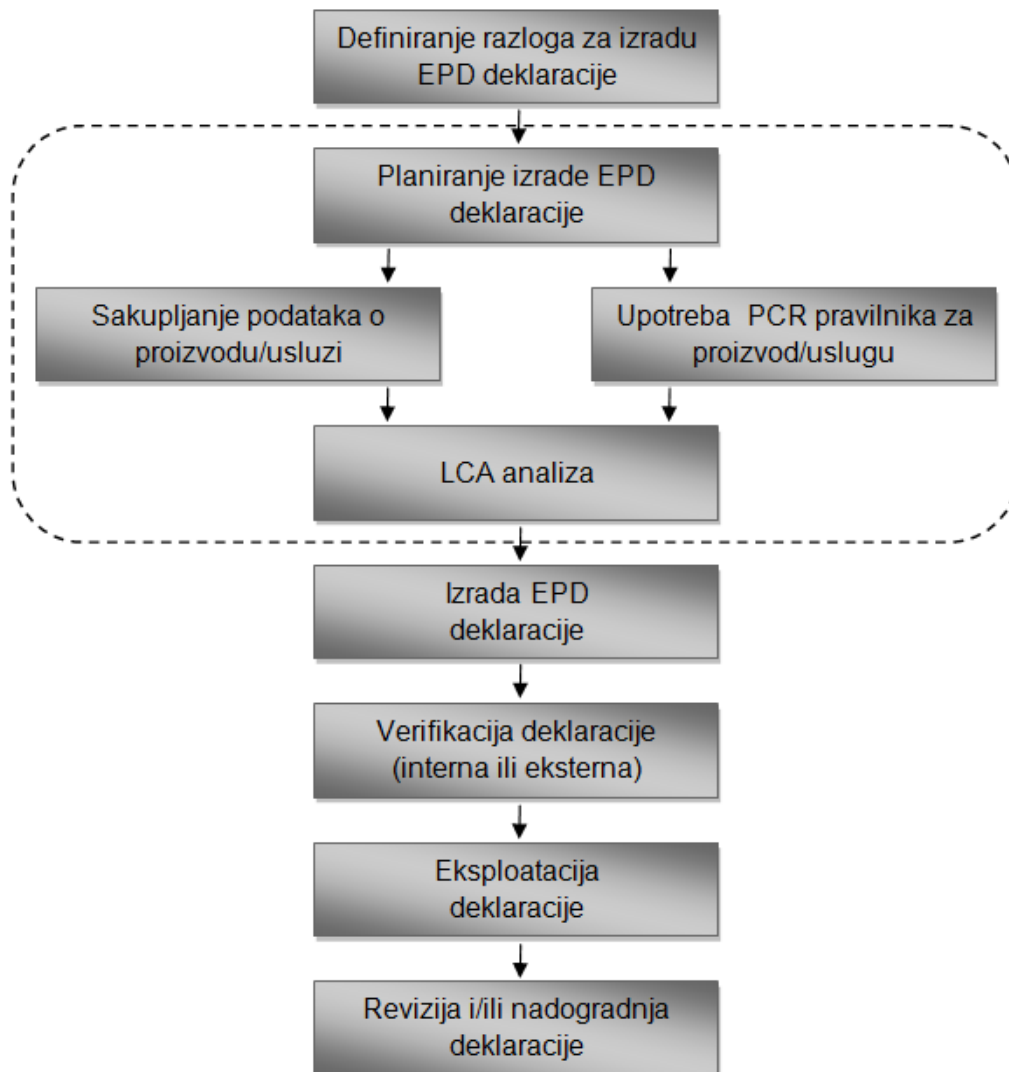 Definiranje razloga za izradu
EPD deklaracije
Planiranje izrade EPD
deklaracije
Sakupljanje podataka o
proizvodu/usluzi
Upotreba  PCR pravilnika za
proizvod/uslugu
LCA analiza
Izrada EPD
deklaracije
Verifikacija deklaracije
(interna ili eksterna)
Eksploatacija
deklaracije
Revizija i/ili nadogradnja
deklaracije